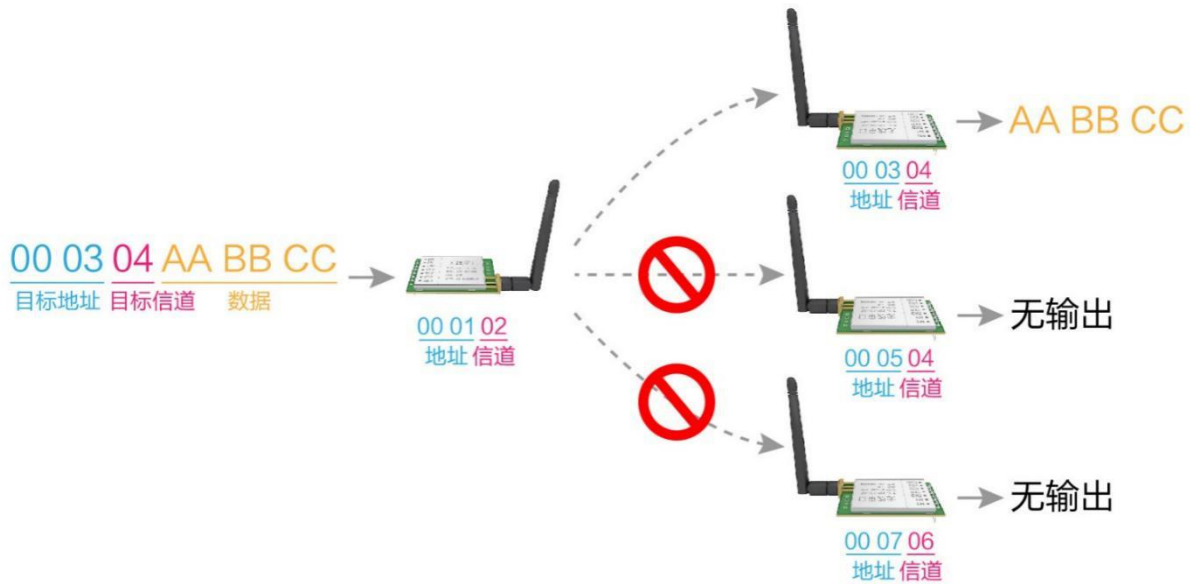 00 03 04 AA BB CC
目标地址 目标信道 数据
00 01 02
地址 信道
AA BB CC
00 03 04
地址 信道
无输出
00 05 04
地址 信道
无输出
00 07 06
地址 信道